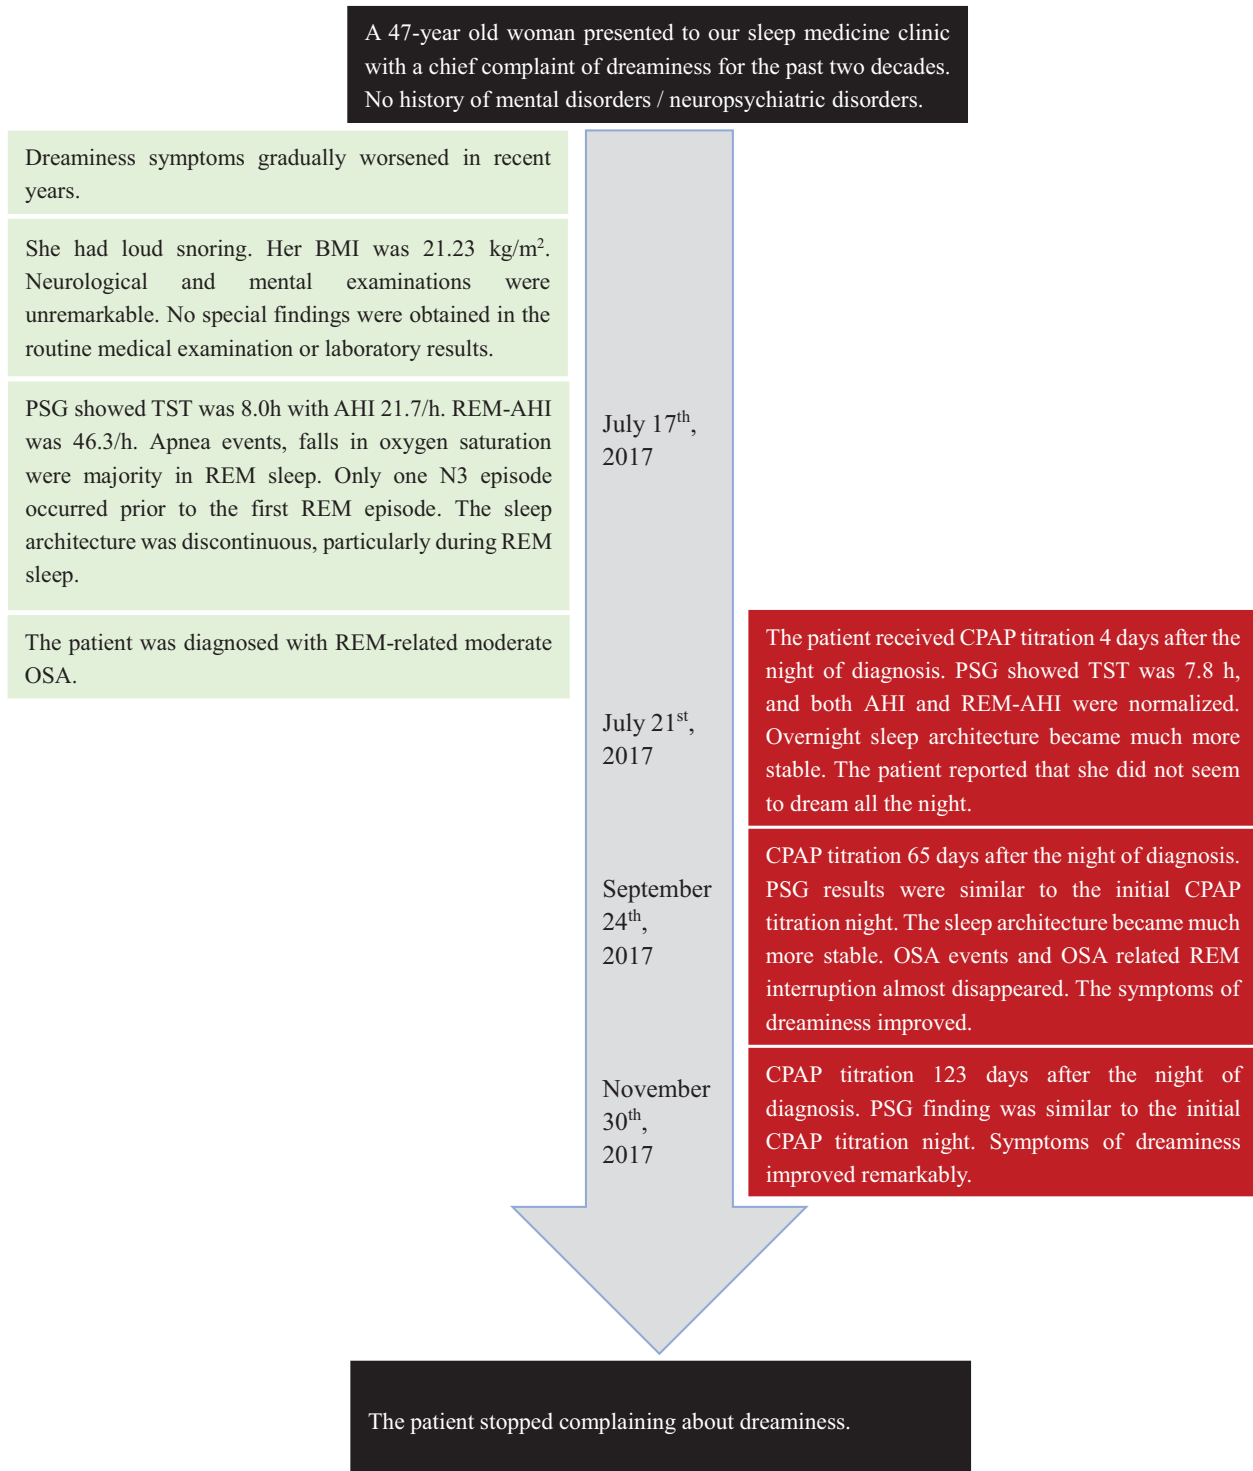 A 47-year old woman presented to our sleep medicine clinic
with a chief complaint of dreaminess for the past two decades.
No history of mental disorders / neuropsychiatric disorders.
Dreaminess symptoms gradually worsened in recent
years.
She had loud snoring. Her BMI was 21.23 kg/m².
Neurological and mental examinations were
unremarkable. No special findings were obtained in the
routine medical examination or laboratory results.
PSG showed TST was 8.0h with AHI 21.7/h. REM-AHI
was 46.3/h. Apnea events, falls in oxygen saturation
were majority in REM sleep. Only one N3 episode
occurred prior to the first REM episode. The sleep
architecture was discontinuous, particularly during REM
sleep.
The patient was diagnosed with REM-related moderate
OSA.
July 17th,
2017
July 21st,
2017
The patient received CPAP titration 4 days after the
night of diagnosis. PSG showed TST was 7.8 h,
and both AHI and REM-AHI were normalized.
Overnight sleep architecture became much more
stable. The patient reported that she did not seem
to dream all the night.
September
24th,
2017
CPAP titration 65 days after the night of diagnosis.
PSG results were similar to the initial CPAP
titration night. The sleep architecture became much
more stable. OSA events and OSA related REM
interruption almost disappeared. The symptoms of
dreaminess improved.
November
30th,
2017
CPAP titration 123 days after the night of
diagnosis. PSG finding was similar to the initial
CPAP titration night. Symptoms of dreaminess
improved remarkably.
The patient stopped complaining about dreaminess.